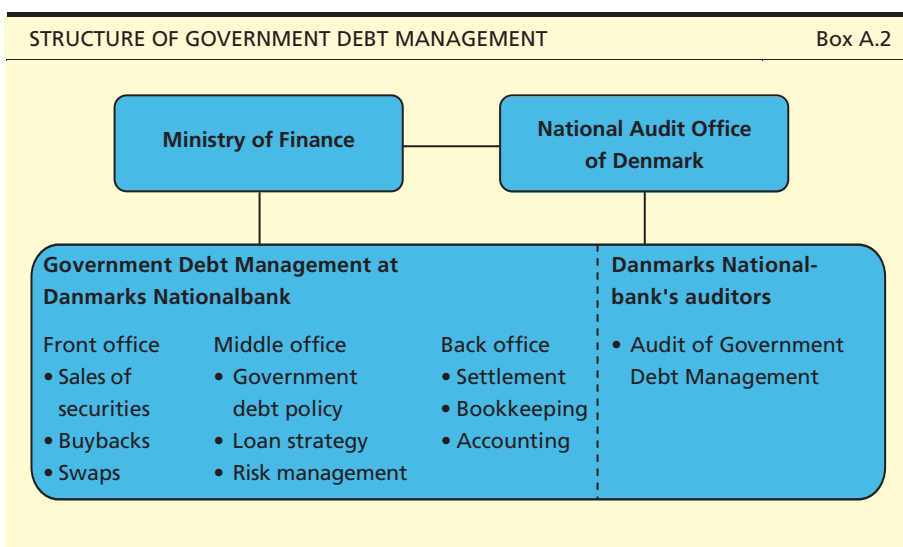 STRUCTURE OF GOVERNMENT DEBT MANAGEMENT Box A.2
Ministry of Finance
National Audit Office
of Denmark
Government Debt Management at
Danmarks Nationalbank
Front office
• Sales of
securities
• Buybacks
• Swaps
Middle office
• Government
debt policy
• Loan strategy
• Risk management
Back office
• Settlement
• Bookkeeping
• Accounting
Danmarks National-
bank's auditors
• Audit of Government
Debt Management